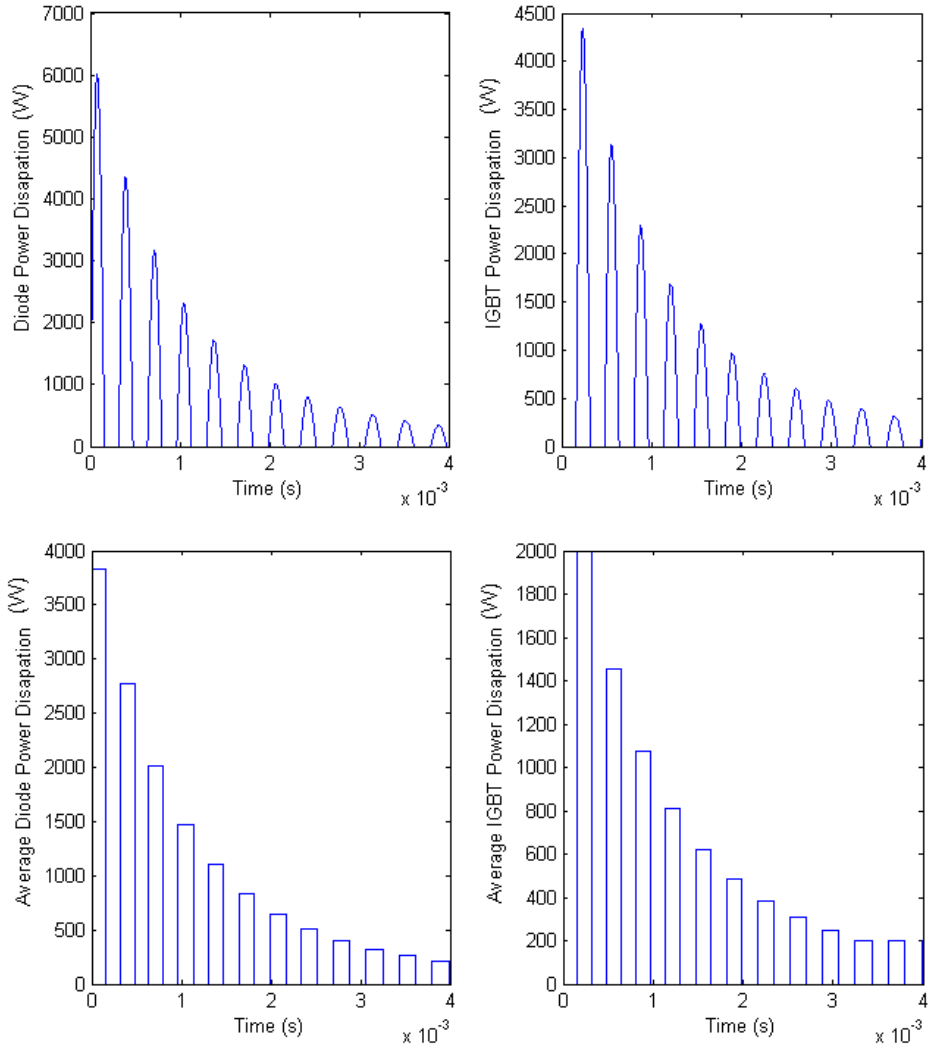 7000
6000
5000
4000
3000
2000
1000
0
Diode Power Disapation (W)
0 1 2 3 4
Time (s)
x 10-3
4500
4000
3500
3000
2500
2000
1500
1000
500
0
IGBT Power Disapation (W)
0 1 2 3 4
Time (s)
x 10-3
4000
3500
3000
2500
2000
1500
1000
500
0
Average Diode Power Disapation (W)
0 1 2 3 4
Time (s)
x 10-3
2000
1800
1600
1400
1200
1000
800
600
400
200
0
Average IGBT Power Disapation (W)
0 1 2 3 4
Time (s)
x 10-3